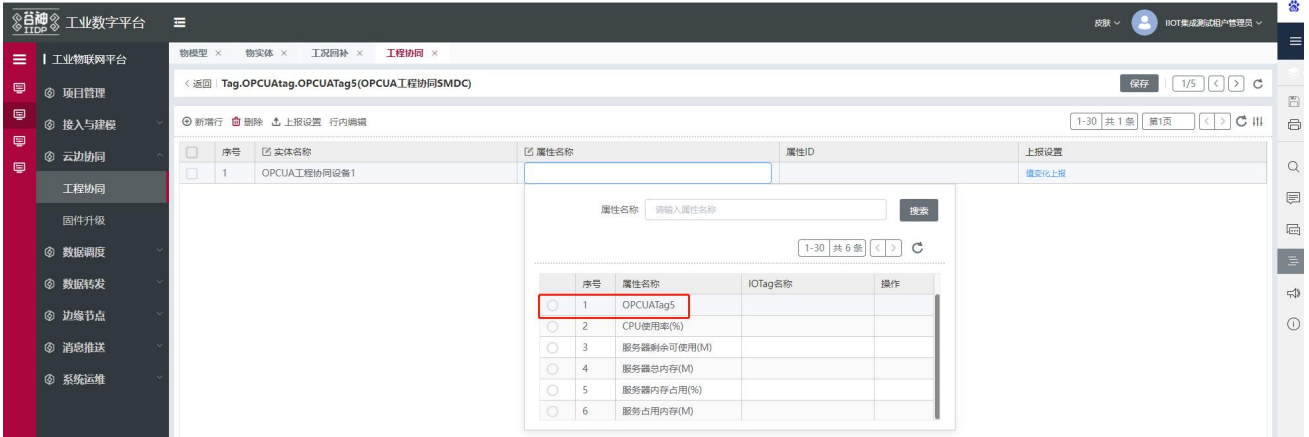 谷神 IIDP 工业数字平台
皮肤 IIOT集成测试租户管理员
工业物联网平台
物模型 × 物实体 × 工况回补 × 工程协同 ×
返回 Tag.OPCUAtag.OPCUATag5(OPCUA工程协同SMDC) 保存 1/5
项目管理
接入与建模
云边协同
工程协同
固件升级
数据调度
数据转发
边缘节点
消息推送
系统运维
新增行 删除 上报设置 行内编辑 1-30 共 1 条 第1页
序号 实体名称 属性名称 属性ID 上报设置
1 OPCUA工程协同设备1 值变化上报
属性名称 请输入属性名称 搜索
1-30 共 6 条
序号 属性名称 IOTag名称 操作
1 OPCUATag5
2 CPU使用率(%)
3 服务器剩余可使用(M)
4 服务器总内存(M)
5 服务器内存占用(%)
6 服务占用内存(M)